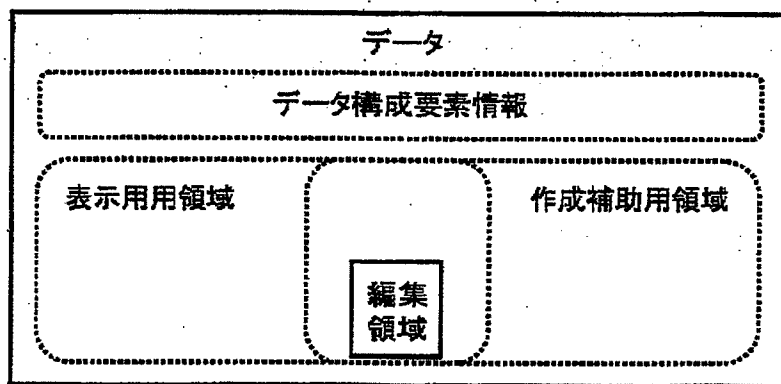 データ
データ構成要素情報
表示用用領域
作成補助用領域
編集
領域